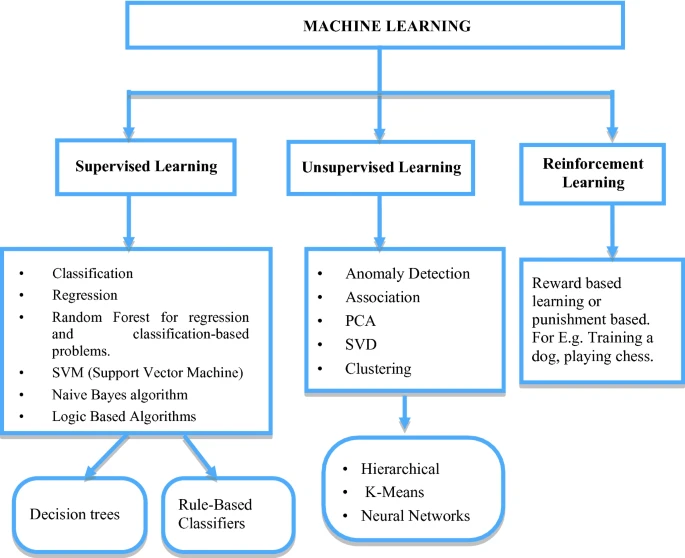 MACHINE LEARNING
Supervised Learning
Unsupervised Learning
Reinforcement
Learning
• Classification
• Regression
• Random Forest for regression
and classification-based
problems.
• SVM (Support Vector Machine)
• Naive Bayes algorithm
• Logic Based Algorithms
• Anomaly Detection
• Association
• PCA
• SVD
• Clustering
Reward based
learning or
punishment based.
For E.g. Training a
dog, playing chess.
Decision trees
Rule-Based
Classifiers
• Hierarchical
• K-Means
• Neural Networks